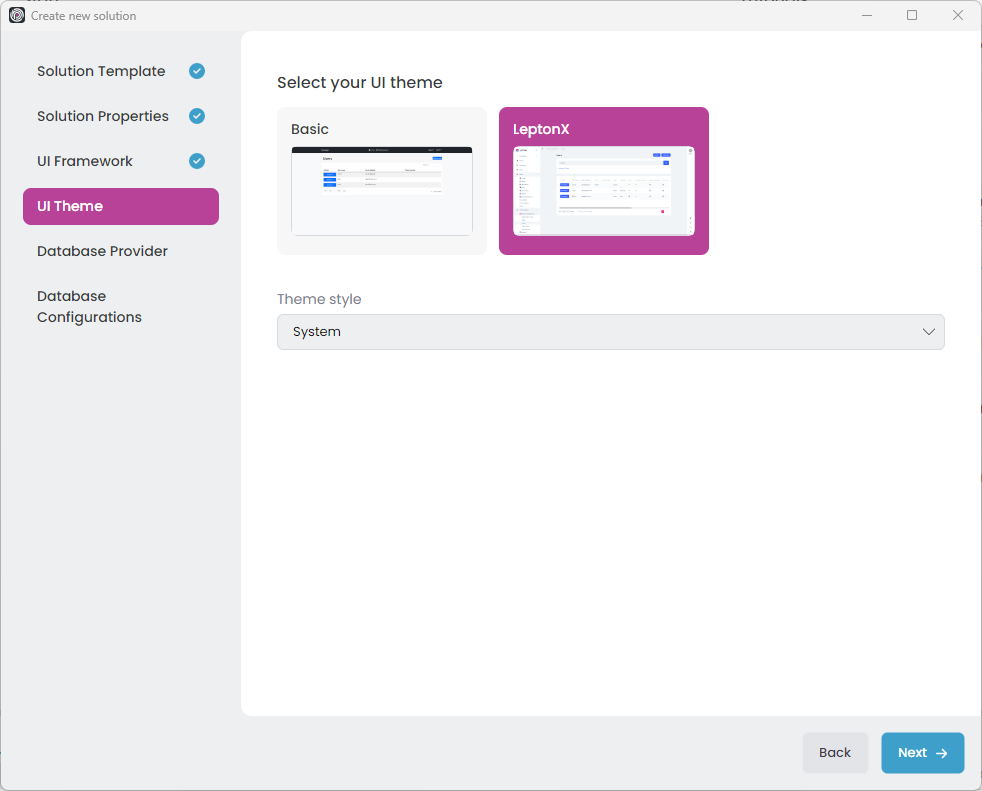 Create new solution
Solution Template
Solution Properties
UI Framework
UI Theme
Database Provider
Database
Configurations
Select your UI theme
Basic
Users
LeptonX
Theme style
System
Back
Next